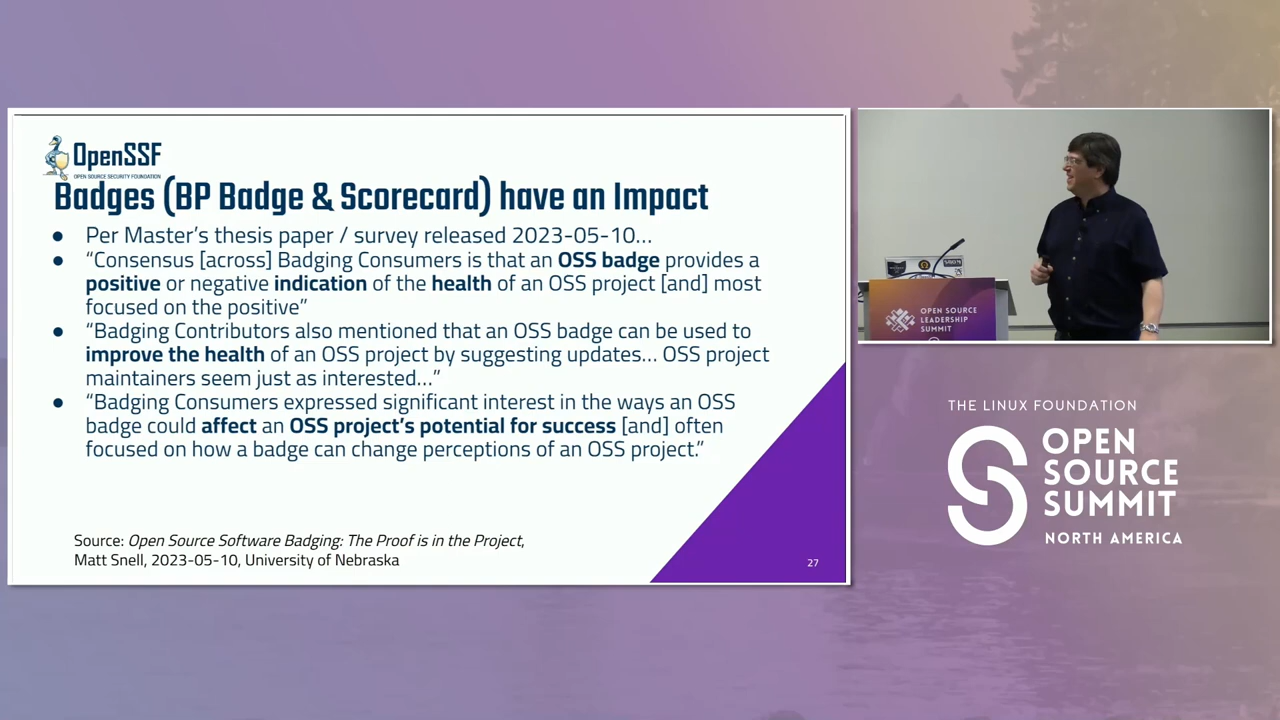 OpenSSF
OPEN SOURCE SECURITY FOUNDATION
Badges (BP Badge & Scorecard) have an Impact
● Per Master's thesis paper / survey released 2023-05-10…
● “Consensus [across] Badging Consumers is that an OSS badge provides a
positive or negative indication of the health of an OSS project [and] most
focused on the positive”
● “Badging Contributors also mentioned that an OSS badge can be used to
improve the health of an OSS project by suggesting updates… OSS project
maintainers seem just as interested…”
● “Badging Consumers expressed significant interest in the ways an OSS
badge could affect an OSS project's potential for success [and] often
focused on how a badge can change perceptions of an OSS project.”
Source: Open Source Software Badging: The Proof is in the Project,
Matt Snell, 2023-05-10, University of Nebraska
27
OPEN SOURCE
LEADERSHIP
SUMMIT
THE LINUX FOUNDATION
OPEN
SOURCE
SUMMIT
NORTH AMERICA